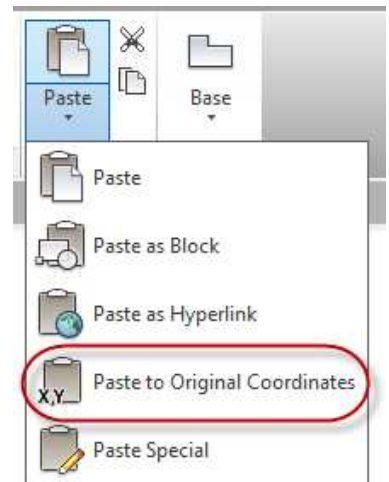 Paste
Base
Paste
Paste as Block
Paste as Hyperlink
X,Y
Paste to Original Coordinates
Paste Special